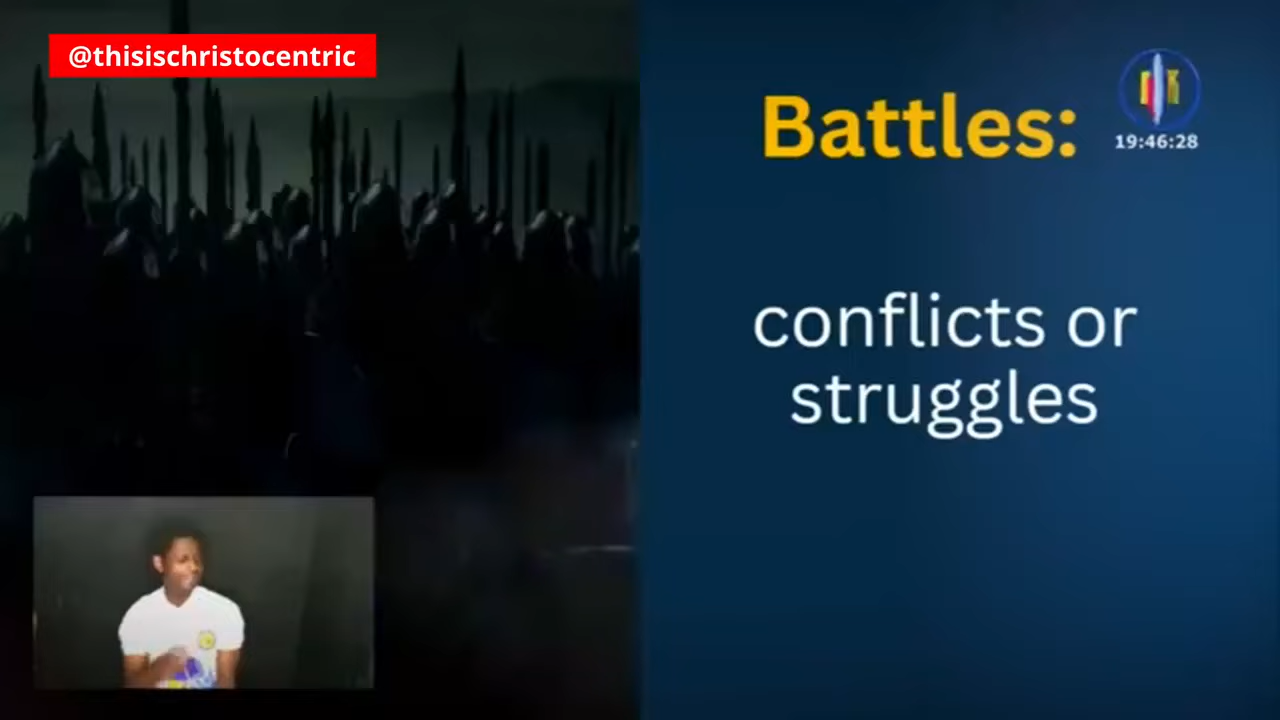 @thisischristocentric
Battles:
19:46:28
conflicts or
struggles